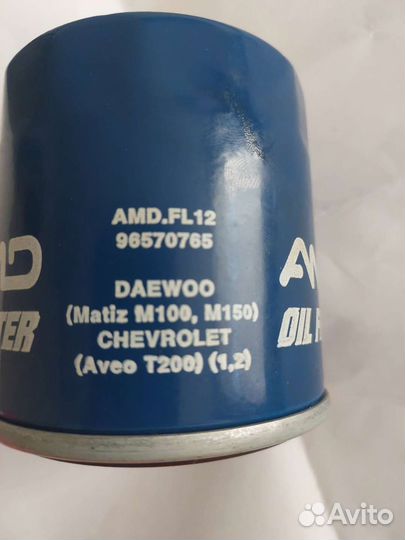 AMD.FL12
96570765
DAEWOO
(Matiz M100, M150)
CHEVROLET
(Aveo T200) (1,2)
OIL
Avito